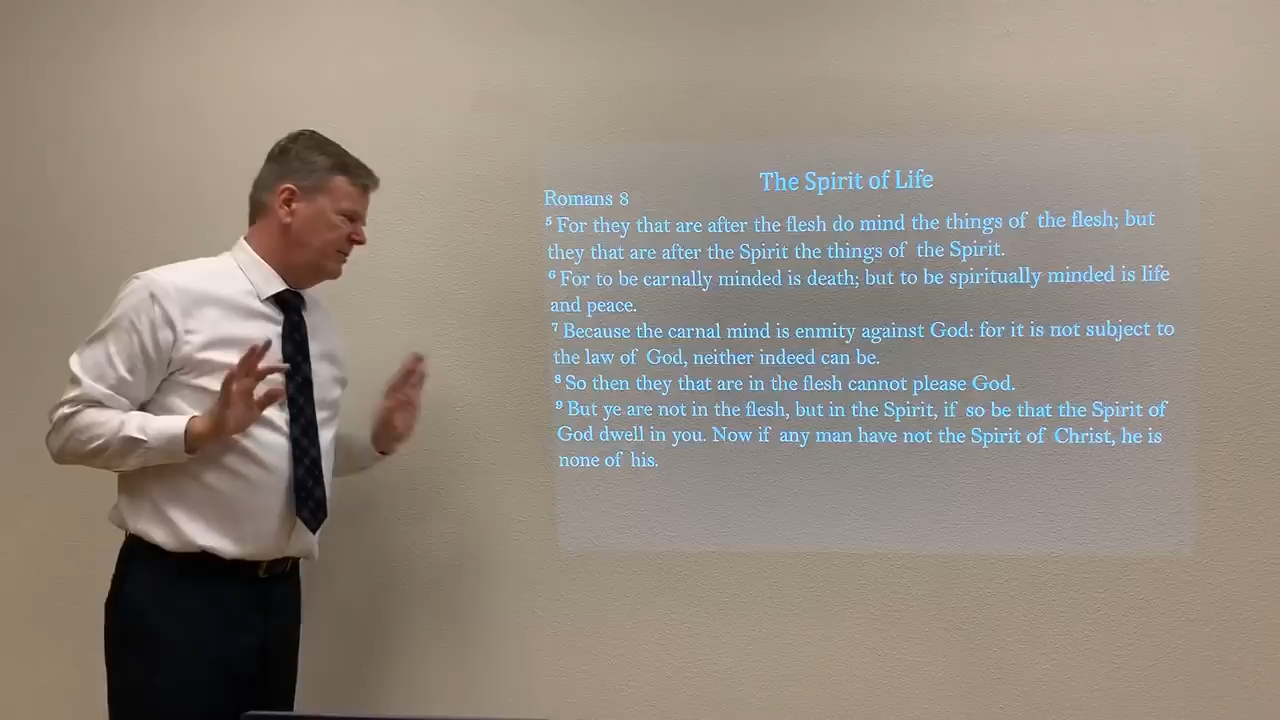 The Spirit of Life
Romans 8
⁵ For they that are after the flesh do mind the things of the flesh; but
they that are after the Spirit the things of the Spirit.
⁶ For to be carnally minded is death; but to be spiritually minded is life
and peace.
⁷ Because the carnal mind is enmity against God: for it is not subject to
the law of God, neither indeed can be.
⁸ So then they that are in the flesh cannot please God.
⁹ But ye are not in the flesh, but in the Spirit, if so be that the Spirit of
God dwell in you. Now if any man have not the Spirit of Christ, he is
none of his.